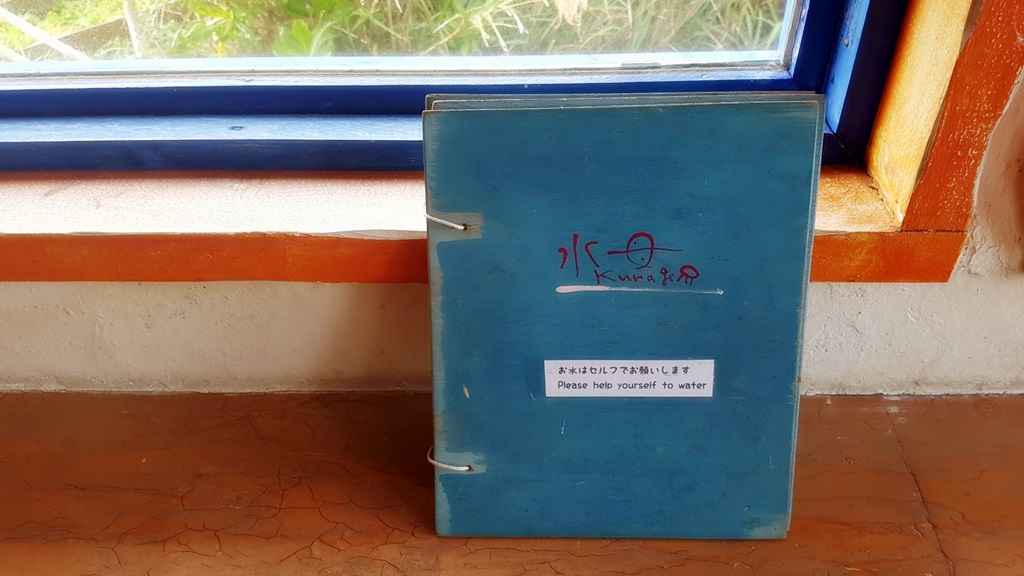 水母
Kuragé
お水はセルフでお願いします
Please help yourself to water